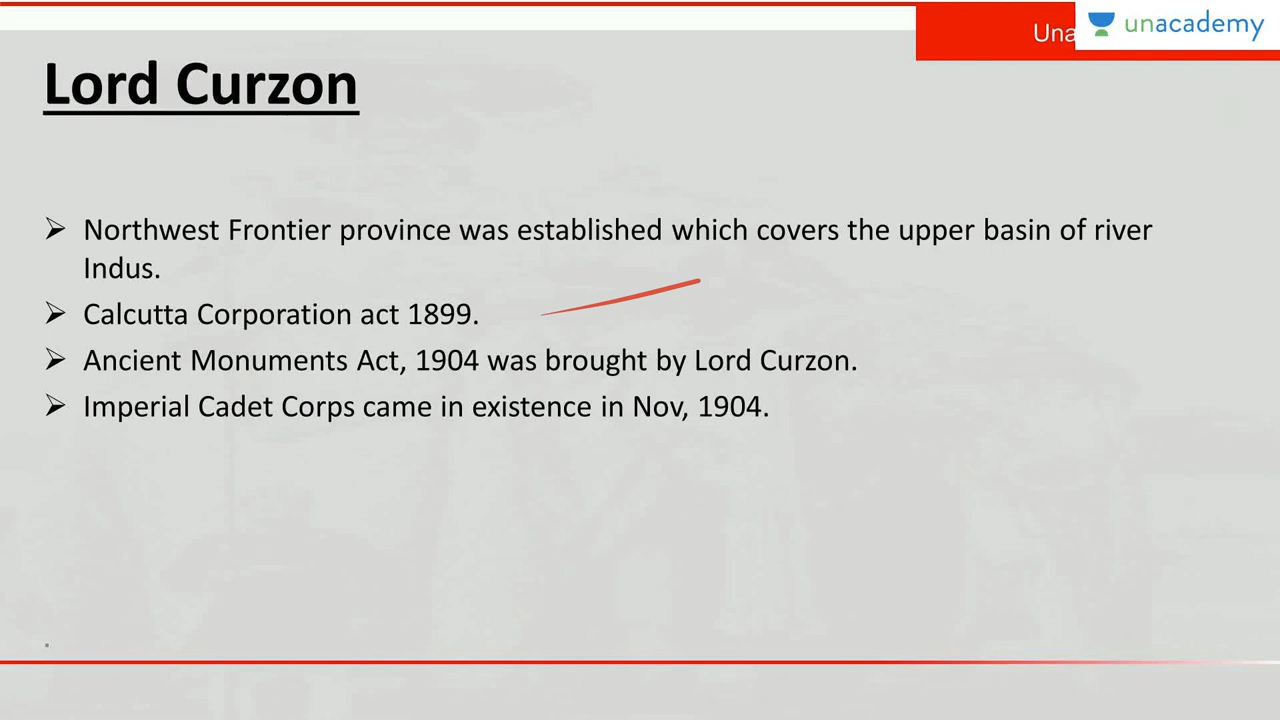 Una
unacademy
Lord Curzon
➢ Northwest Frontier province was established which covers the upper basin of river
Indus.
➢ Calcutta Corporation act 1899.
➢ Ancient Monuments Act, 1904 was brought by Lord Curzon.
➢ Imperial Cadet Corps came in existence in Nov, 1904.